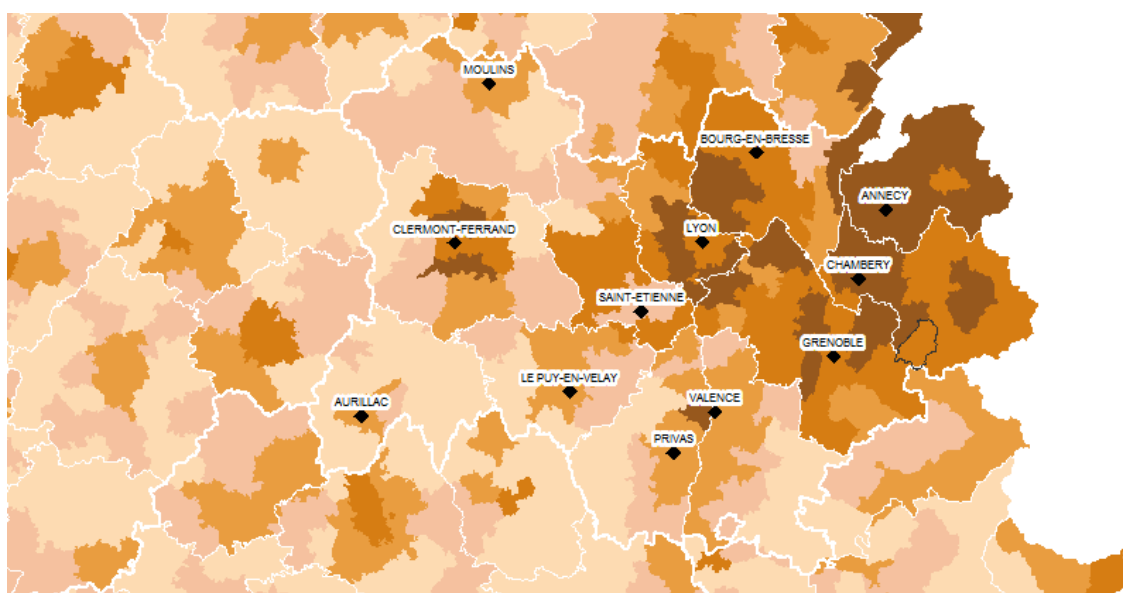 MOULINS
BOURG-EN-BRESSE
ANNECY
CLERMONT-FERRAND
LYON
CHAMBERY
SAINT-ETIENNE
GRENOBLE
LE PUY-EN-VELAY
AURILLAC
VALENCE
PRIVAS